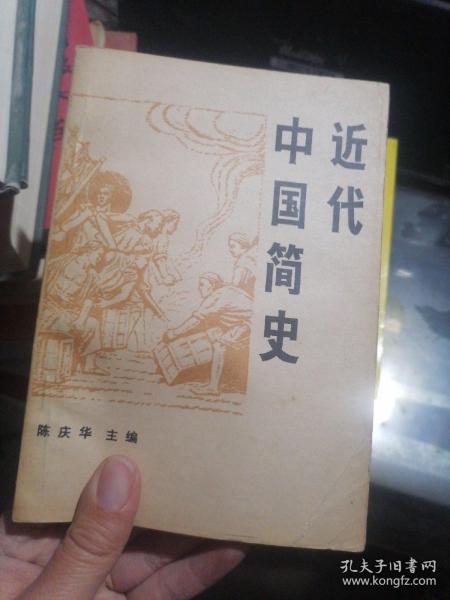 近代
中国简史
陈庆华 主编
孔夫子旧书网
www.kongfz.com